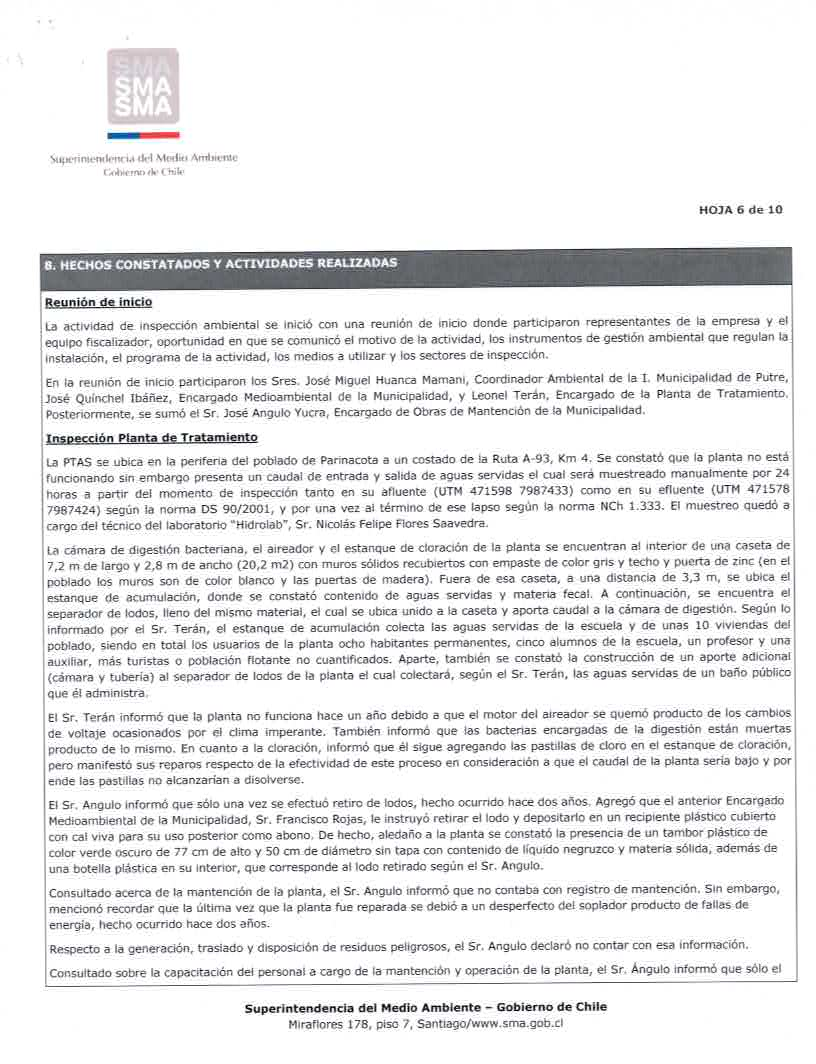 SMA
SMA
SMA
Superintendencia del Medio Ambiente
Gobierno de Chile
HOJA 6 de 10
8. HECHOS CONSTATADOS Y ACTIVIDADES REALIZADAS
Reunión de inicio
La actividad de inspección ambiental se inició con una reunión de inicio donde participaron representantes de la empresa y el
equipo fiscalizador, oportunidad en que se comunicó el motivo de la actividad, los instrumentos de gestión ambiental que regulan la
instalación, el programa de la actividad, los medios a utilizar y los sectores de inspección.
En la reunión de inicio participaron los Sres. José Miguel Huanca Mamani, Coordinador Ambiental de la I. Municipalidad de Putre,
José Quínchel Ibáñez, Encargado Medioambiental de la Municipalidad, y Leonel Terán, Encargado de la Planta de Tratamiento.
Posteriormente, se sumó el Sr. José Angulo Yucra, Encargado de Obras de Mantención de la Municipalidad.
Inspección Planta de Tratamiento
La PTAS se ubica en la periferia del poblado de Parinacota a un costado de la Ruta A-93, Km 4. Se constató que la planta no está
funcionando sin embargo presenta un caudal de entrada y salida de aguas servidas el cual será muestreado manualmente por 24
horas a partir del momento de inspección tanto en su afluente (UTM 471598 7987433) como en su efluente (UTM 471578
7987424) según la norma DS 90/2001, y por una vez al término de ese lapso según la norma NCh 1.333. El muestreo quedó a
cargo del técnico del laboratorio "Hidrolab", Sr. Nicolás Felipe Flores Saavedra.
La cámara de digestión bacteriana, el aireador y el estanque de cloración de la planta se encuentran al interior de una caseta de
7,2 m de largo y 2,8 m de ancho (20,2 m2) con muros sólidos recubiertos con empaste de color gris y techo y puerta de zinc (en el
poblado los muros son de color blanco y las puertas de madera). Fuera de esa caseta, a una distancia de 3,3 m, se ubica el
estanque de acumulación, donde se constató contenido de aguas servidas y materia fecal. A continuación, se encuentra el
separador de lodos, lleno del mismo material, el cual se ubica unido a la caseta y aporta caudal a la cámara de digestión. Según lo
informado por el Sr. Terán, el estanque de acumulación colecta las aguas servidas de la escuela y de unas 10 viviendas del
poblado, siendo en total los usuarios de la planta ocho habitantes permanentes, cinco alumnos de la escuela, un profesor y una
auxiliar, más turistas o población flotante no cuantificados. Aparte, también se constató la construcción de un aporte adicional
(cámara y tubería) al separador de lodos de la planta el cual colectará, según el Sr. Terán, las aguas servidas de un baño público
que él administra.
El Sr. Terán informó que la planta no funciona hace un año debido a que el motor del aireador se quemó producto de los cambios
de voltaje ocasionados por el clima imperante. También informó que las bacterias encargadas de la digestión están muertas
producto de lo mismo. En cuanto a la cloración, informó que él sigue agregando las pastillas de cloro en el estanque de cloración,
pero manifestó sus reparos respecto de la efectividad de este proceso en consideración a que el caudal de la planta sería bajo y por
ende las pastillas no alcanzarían a disolverse.
El Sr. Angulo informó que sólo una vez se efectuó retiro de lodos, hecho ocurrido hace dos años. Agregó que el anterior Encargado
Medioambiental de la Municipalidad, Sr. Francisco Rojas, le instruyó retirar el lodo y depositarlo en un recipiente plástico cubierto
con cal viva para su uso posterior como abono. De hecho, aledaño a la planta se constató la presencia de un tambor plástico de
color verde oscuro de 77 cm de alto y 50 cm de diámetro sin tapa con contenido de líquido negruzco y materia sólida, además de
una botella plástica en su interior, que corresponde al lodo retirado según el Sr. Angulo.
Consultado acerca de la mantención de la planta, el Sr. Angulo informó que no contaba con registro de mantención. Sin embargo,
mencionó recordar que la última vez que la planta fue reparada se debió a un desperfecto del soplador producto de fallas de
energía, hecho ocurrido hace dos años.
Respecto a la generación, traslado y disposición de residuos peligrosos, el Sr. Angulo declaró no contar con esa información.
Consultado sobre la capacitación del personal a cargo de la mantención y operación de la planta, el Sr. Ángulo informó que sólo el
Superintendencia del Medio Ambiente – Gobierno de Chile
Miraflores 178, piso 7, Santiago/www.sma.gob.cl